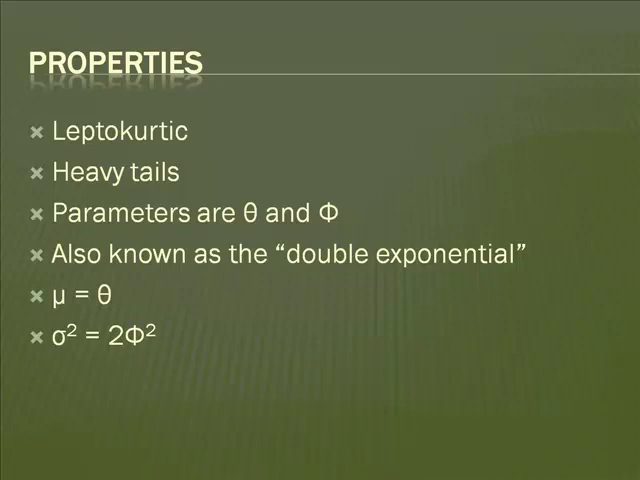 PROPERTIES
Leptokurtic
Heavy tails
Parameters are θ and Φ
Also known as the “double exponential”
μ = θ
σ² = 2Φ²